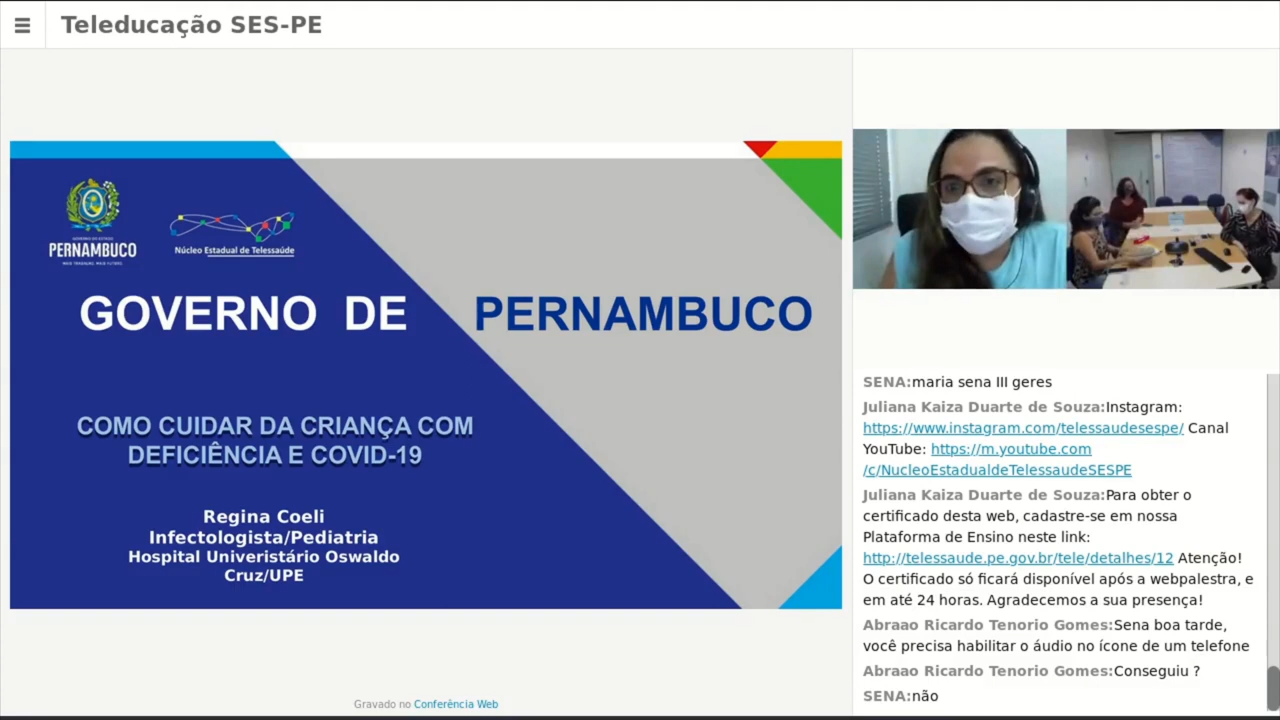 Teleducação SES-PE
PERNAMBUCO
Núcleo Estadual de Telessaúde
GOVERNO DE PERNAMBUCO
COMO CUIDAR DA CRIANÇA COM
DEFICIÊNCIA E COVID-19
Regina Coeli
Infectologista/Pediatria
Hospital Univeristário Oswaldo
Cruz/UPE
Gravado no Conferência Web
SENA:maria sena III geres
Juliana Kaiza Duarte de Souza:Instagram:
https://www.instagram.com/telessaudesespe/ Canal
YouTube: https://m.youtube.com
/c/NucleoEstadualdeTelessaudeSESPE
Juliana Kaiza Duarte de Souza:Para obter o
certificado desta web, cadastre-se em nossa
Plataforma de Ensino neste link:
http://telessaude.pe.gov.br/tele/detalhes/12 Atenção!
O certificado só ficará disponível após a webpalestra, e
em até 24 horas. Agradecemos a sua presença!
Abraao Ricardo Tenorio Gomes:Sena boa tarde,
você precisa habilitar o áudio no ícone de um telefone
Abraao Ricardo Tenorio Gomes:Conseguiu ?
SENA:não